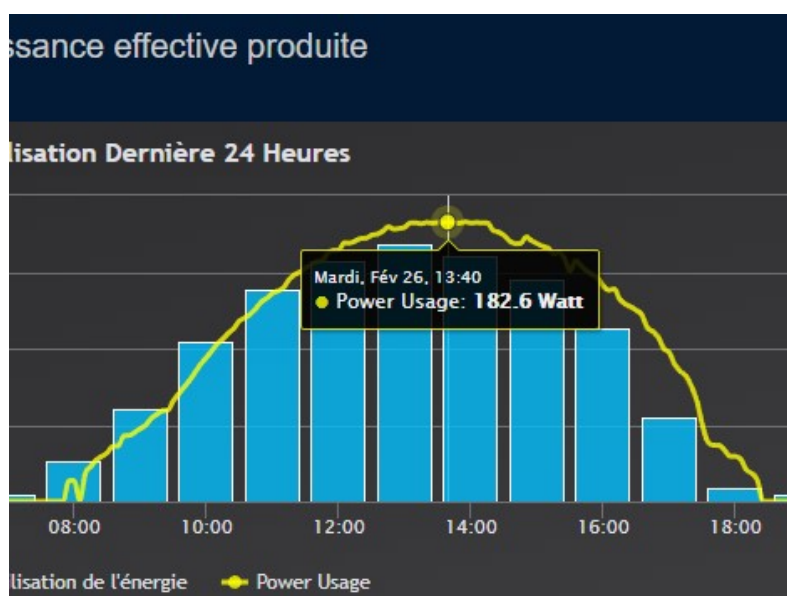 ssance effective produite
lisation Dernière 24 Heures
Mardi, Fév 26, 13:40
Power Usage: 182.6 Watt
08:00 10:00 12:00 14:00 16:00 18:00
lisation de l'énergie Power Usage